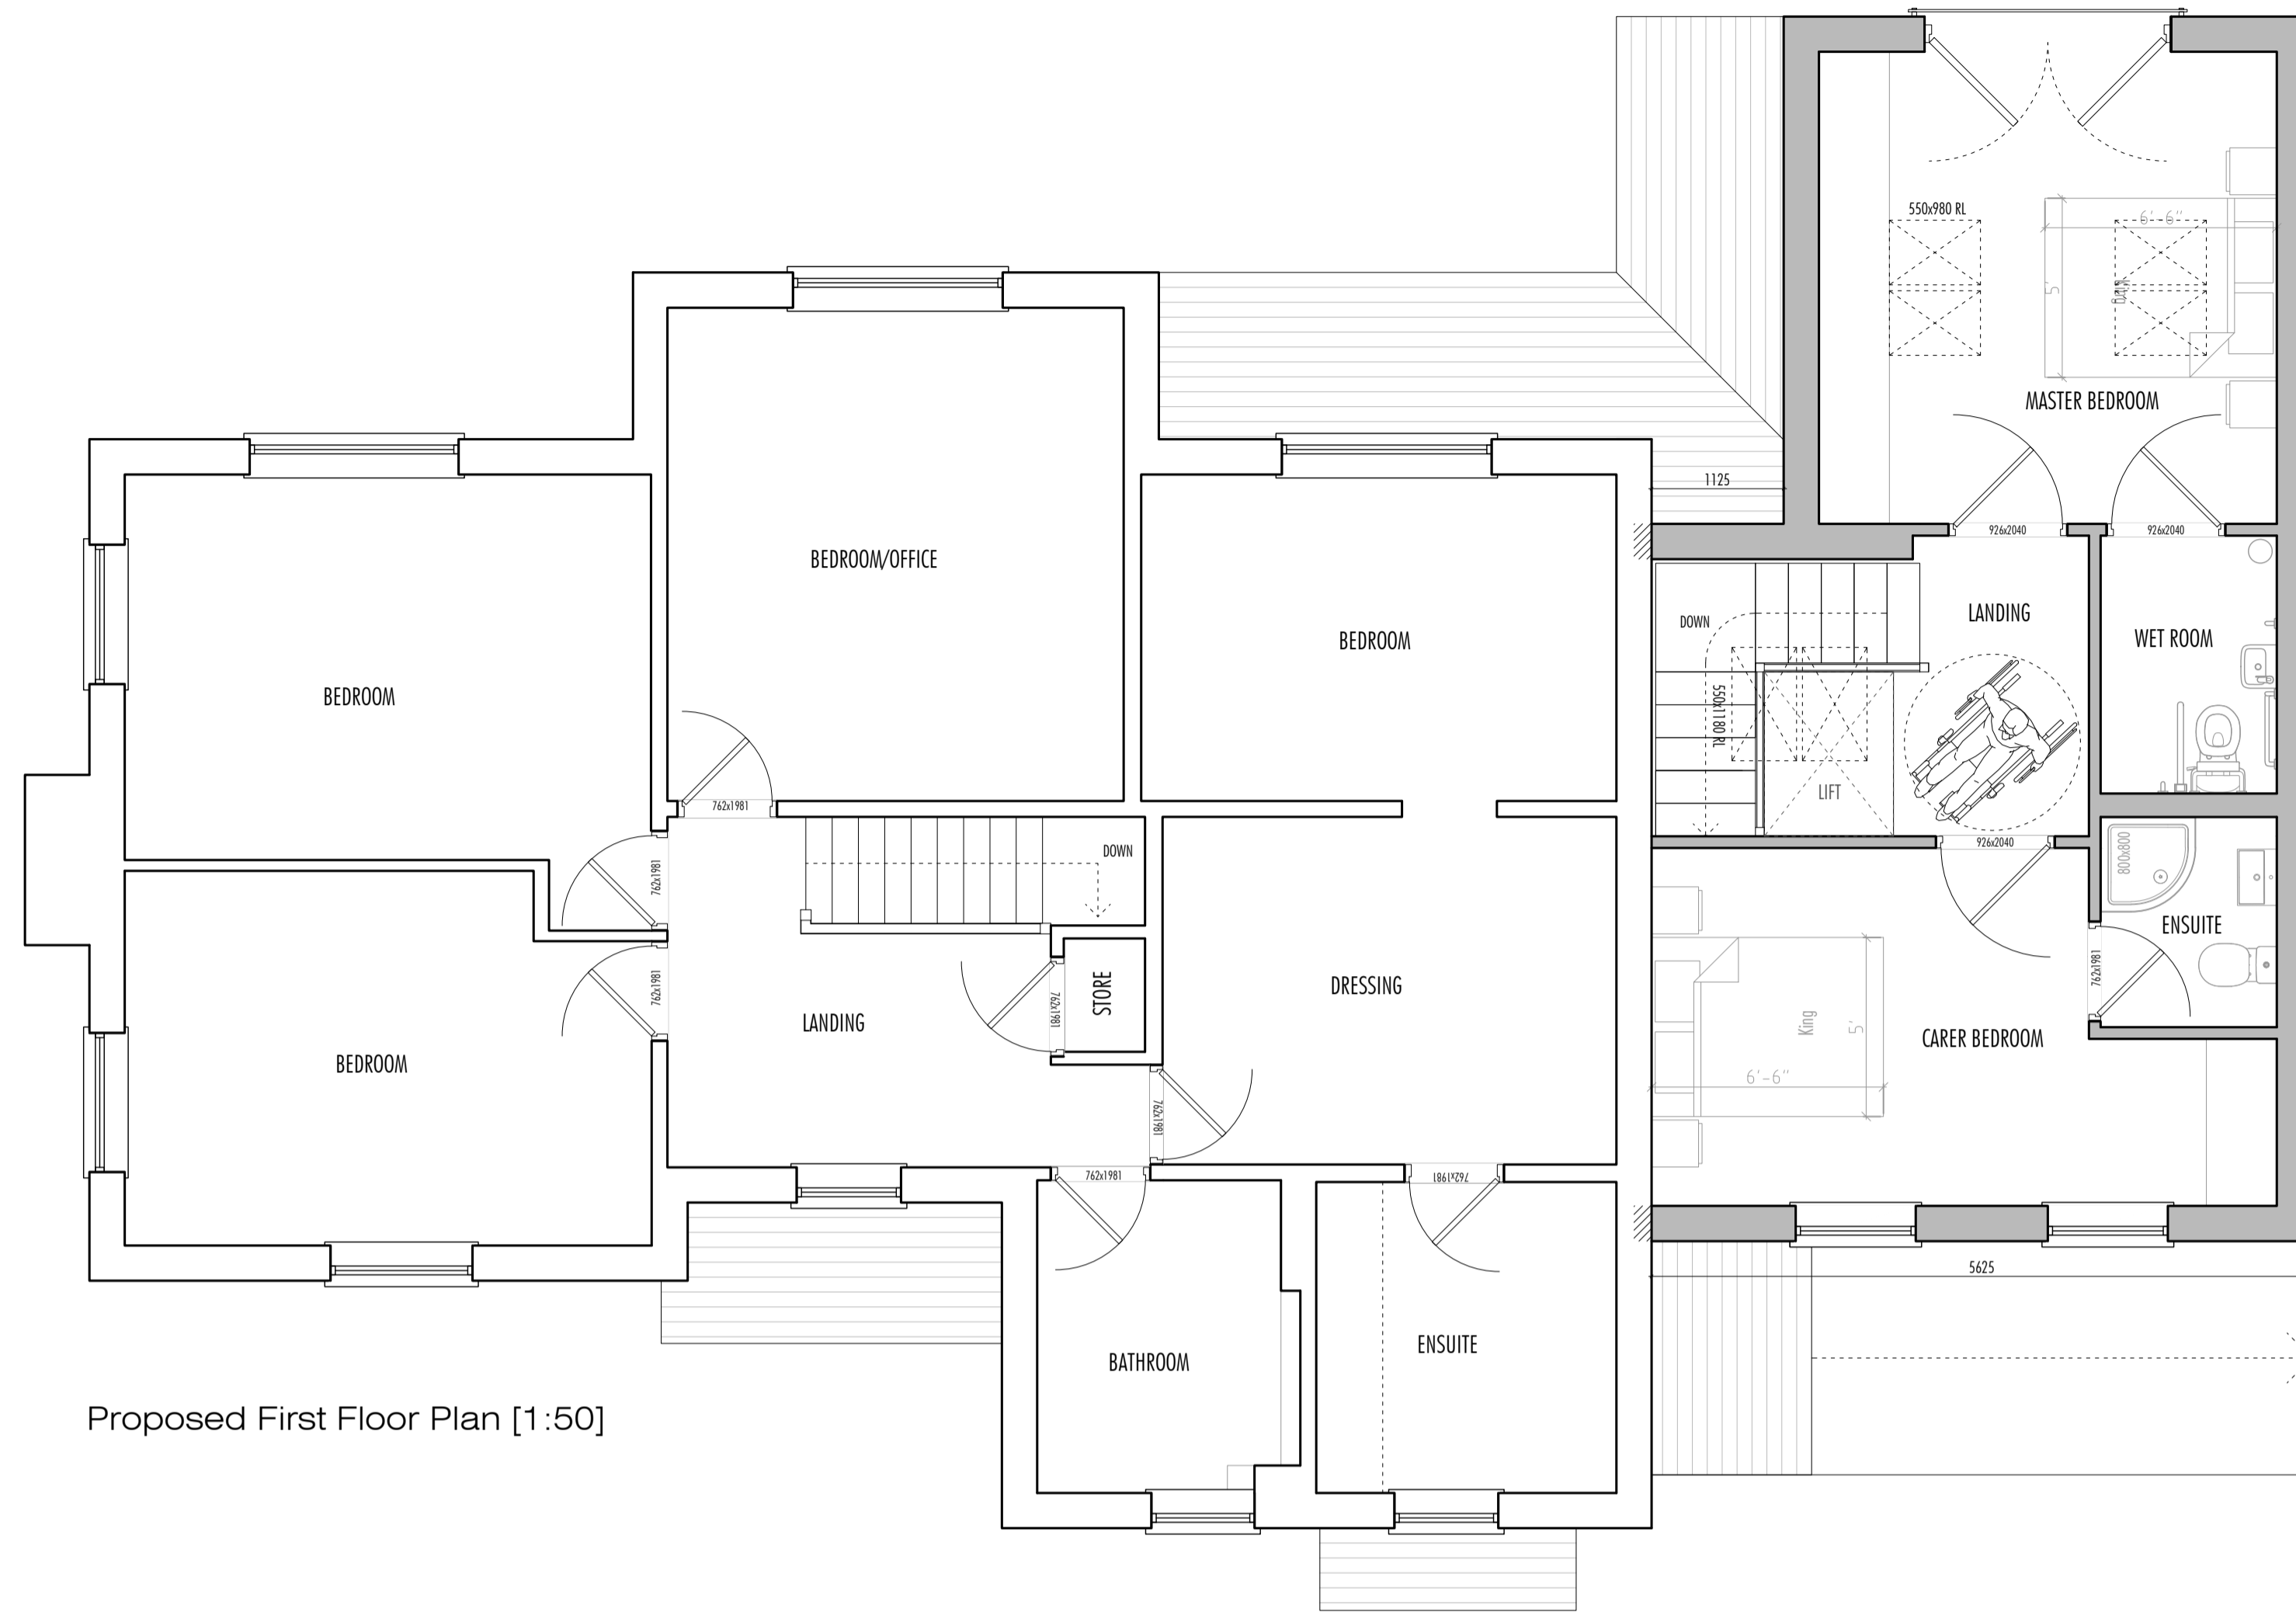 550x980 RL
6'-6"
5'
King
MASTER BEDROOM
1125
926x2040
926x2040
BEDROOM/OFFICE
LANDING
DOWN
WET ROOM
BEDROOM
BEDROOM
550x1180 RL
LIFT
762x1981
926x2040
800x800
DOWN
762x1981
ENSUITE
762x1981
762x1981
STORE
762x1981
DRESSING
King
5'
CARER BEDROOM
LANDING
BEDROOM
6'-6"
762x1981
762x1981
762x1981
5625
ENSUITE
BATHROOM
Proposed First Floor Plan [1:50]